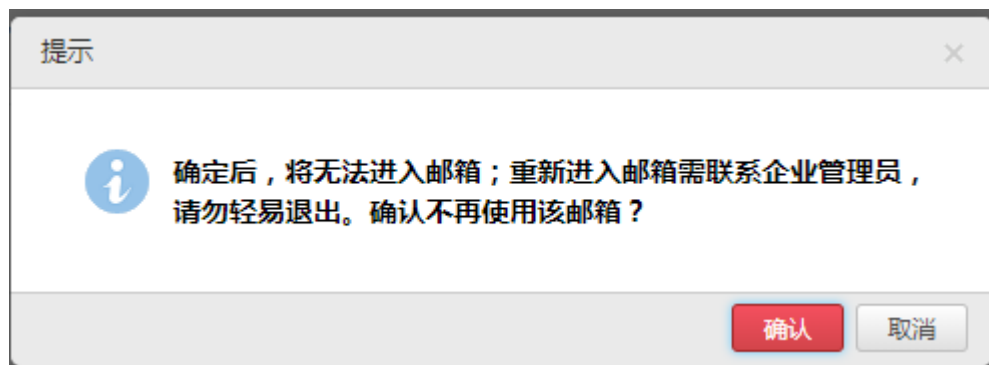 提示
确定后，将无法进入邮箱；重新进入邮箱需联系企业管理员，
请勿轻易退出。确认不再使用该邮箱？
确认
取消